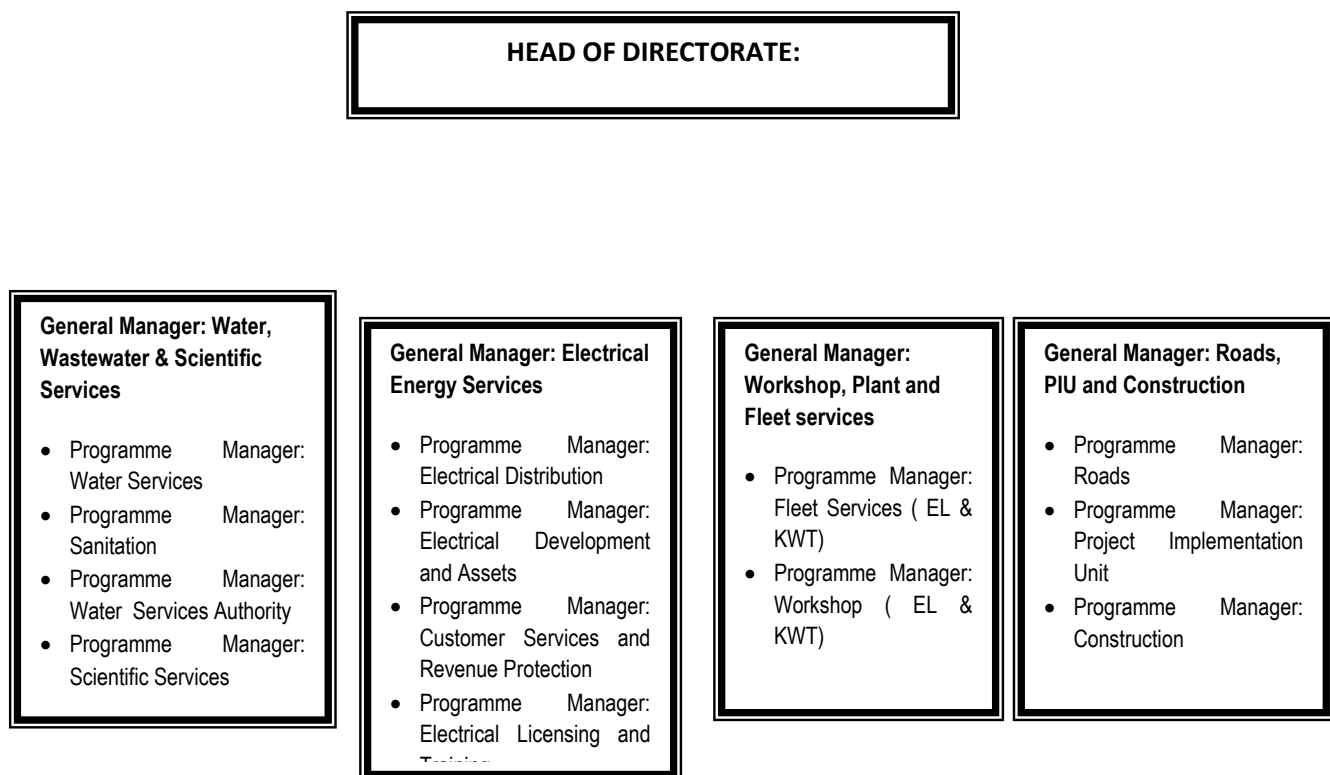 HEAD OF DIRECTORATE:
General Manager: Water,
Wastewater & Scientific
Services
• Programme Manager:
Water Services
• Programme Manager:
Sanitation
• Programme Manager:
Water Services Authority
• Programme Manager:
Scientific Services
General Manager: Electrical
Energy Services
• Programme Manager:
Electrical Distribution
• Programme Manager:
Electrical Development
and Assets
• Programme Manager:
Customer Services and
Revenue Protection
• Programme Manager:
Electrical Licensing and
Training
General Manager:
Workshop, Plant and
Fleet services
• Programme Manager:
Fleet Services ( EL &
KWT)
• Programme Manager:
Workshop ( EL &
KWT)
General Manager: Roads,
PIU and Construction
• Programme Manager:
Roads
• Programme Manager:
Project Implementation
Unit
• Programme Manager:
Construction